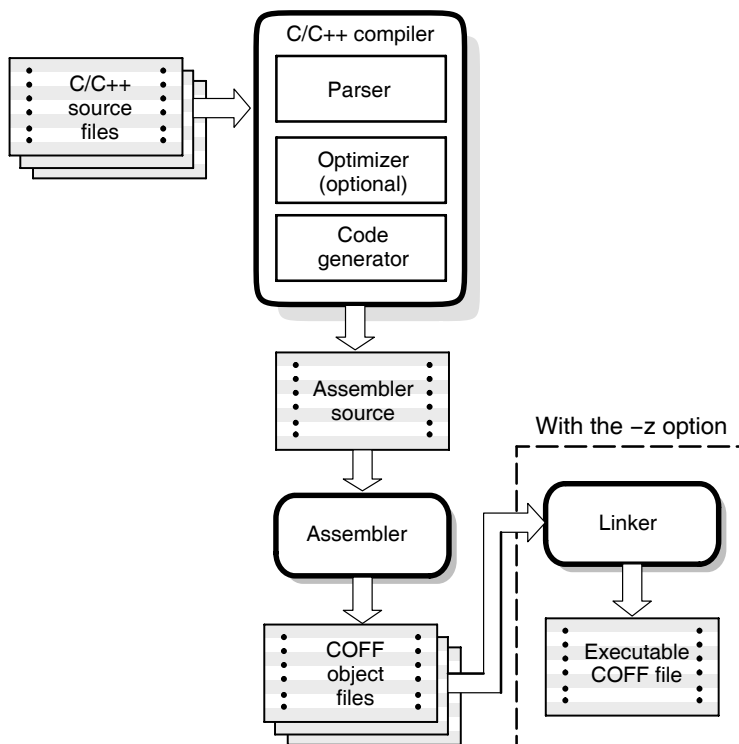 C/C++ compiler
C/C++
source
files
Parser
Optimizer
(optional)
Code
generator
Assembler
source
With the −z option
Assembler
Linker
COFF
object
files
Executable
COFF file